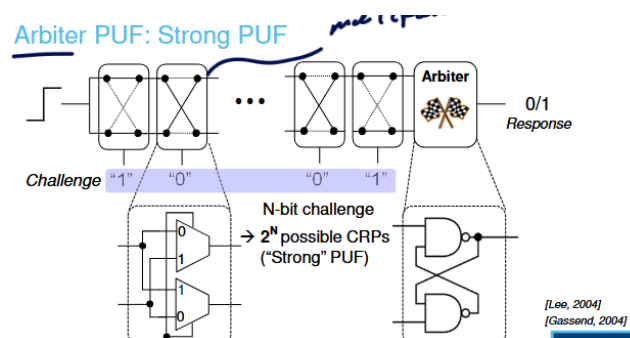 Arbiter PUF: Strong PUF
Arbiter
0/1
Response
Challenge "1" "0" "0" "1"
N-bit challenge
→ 2^N possible CRPs
("Strong" PUF)
0
1
1
0
[Lee, 2004]
[Gassend, 2004]